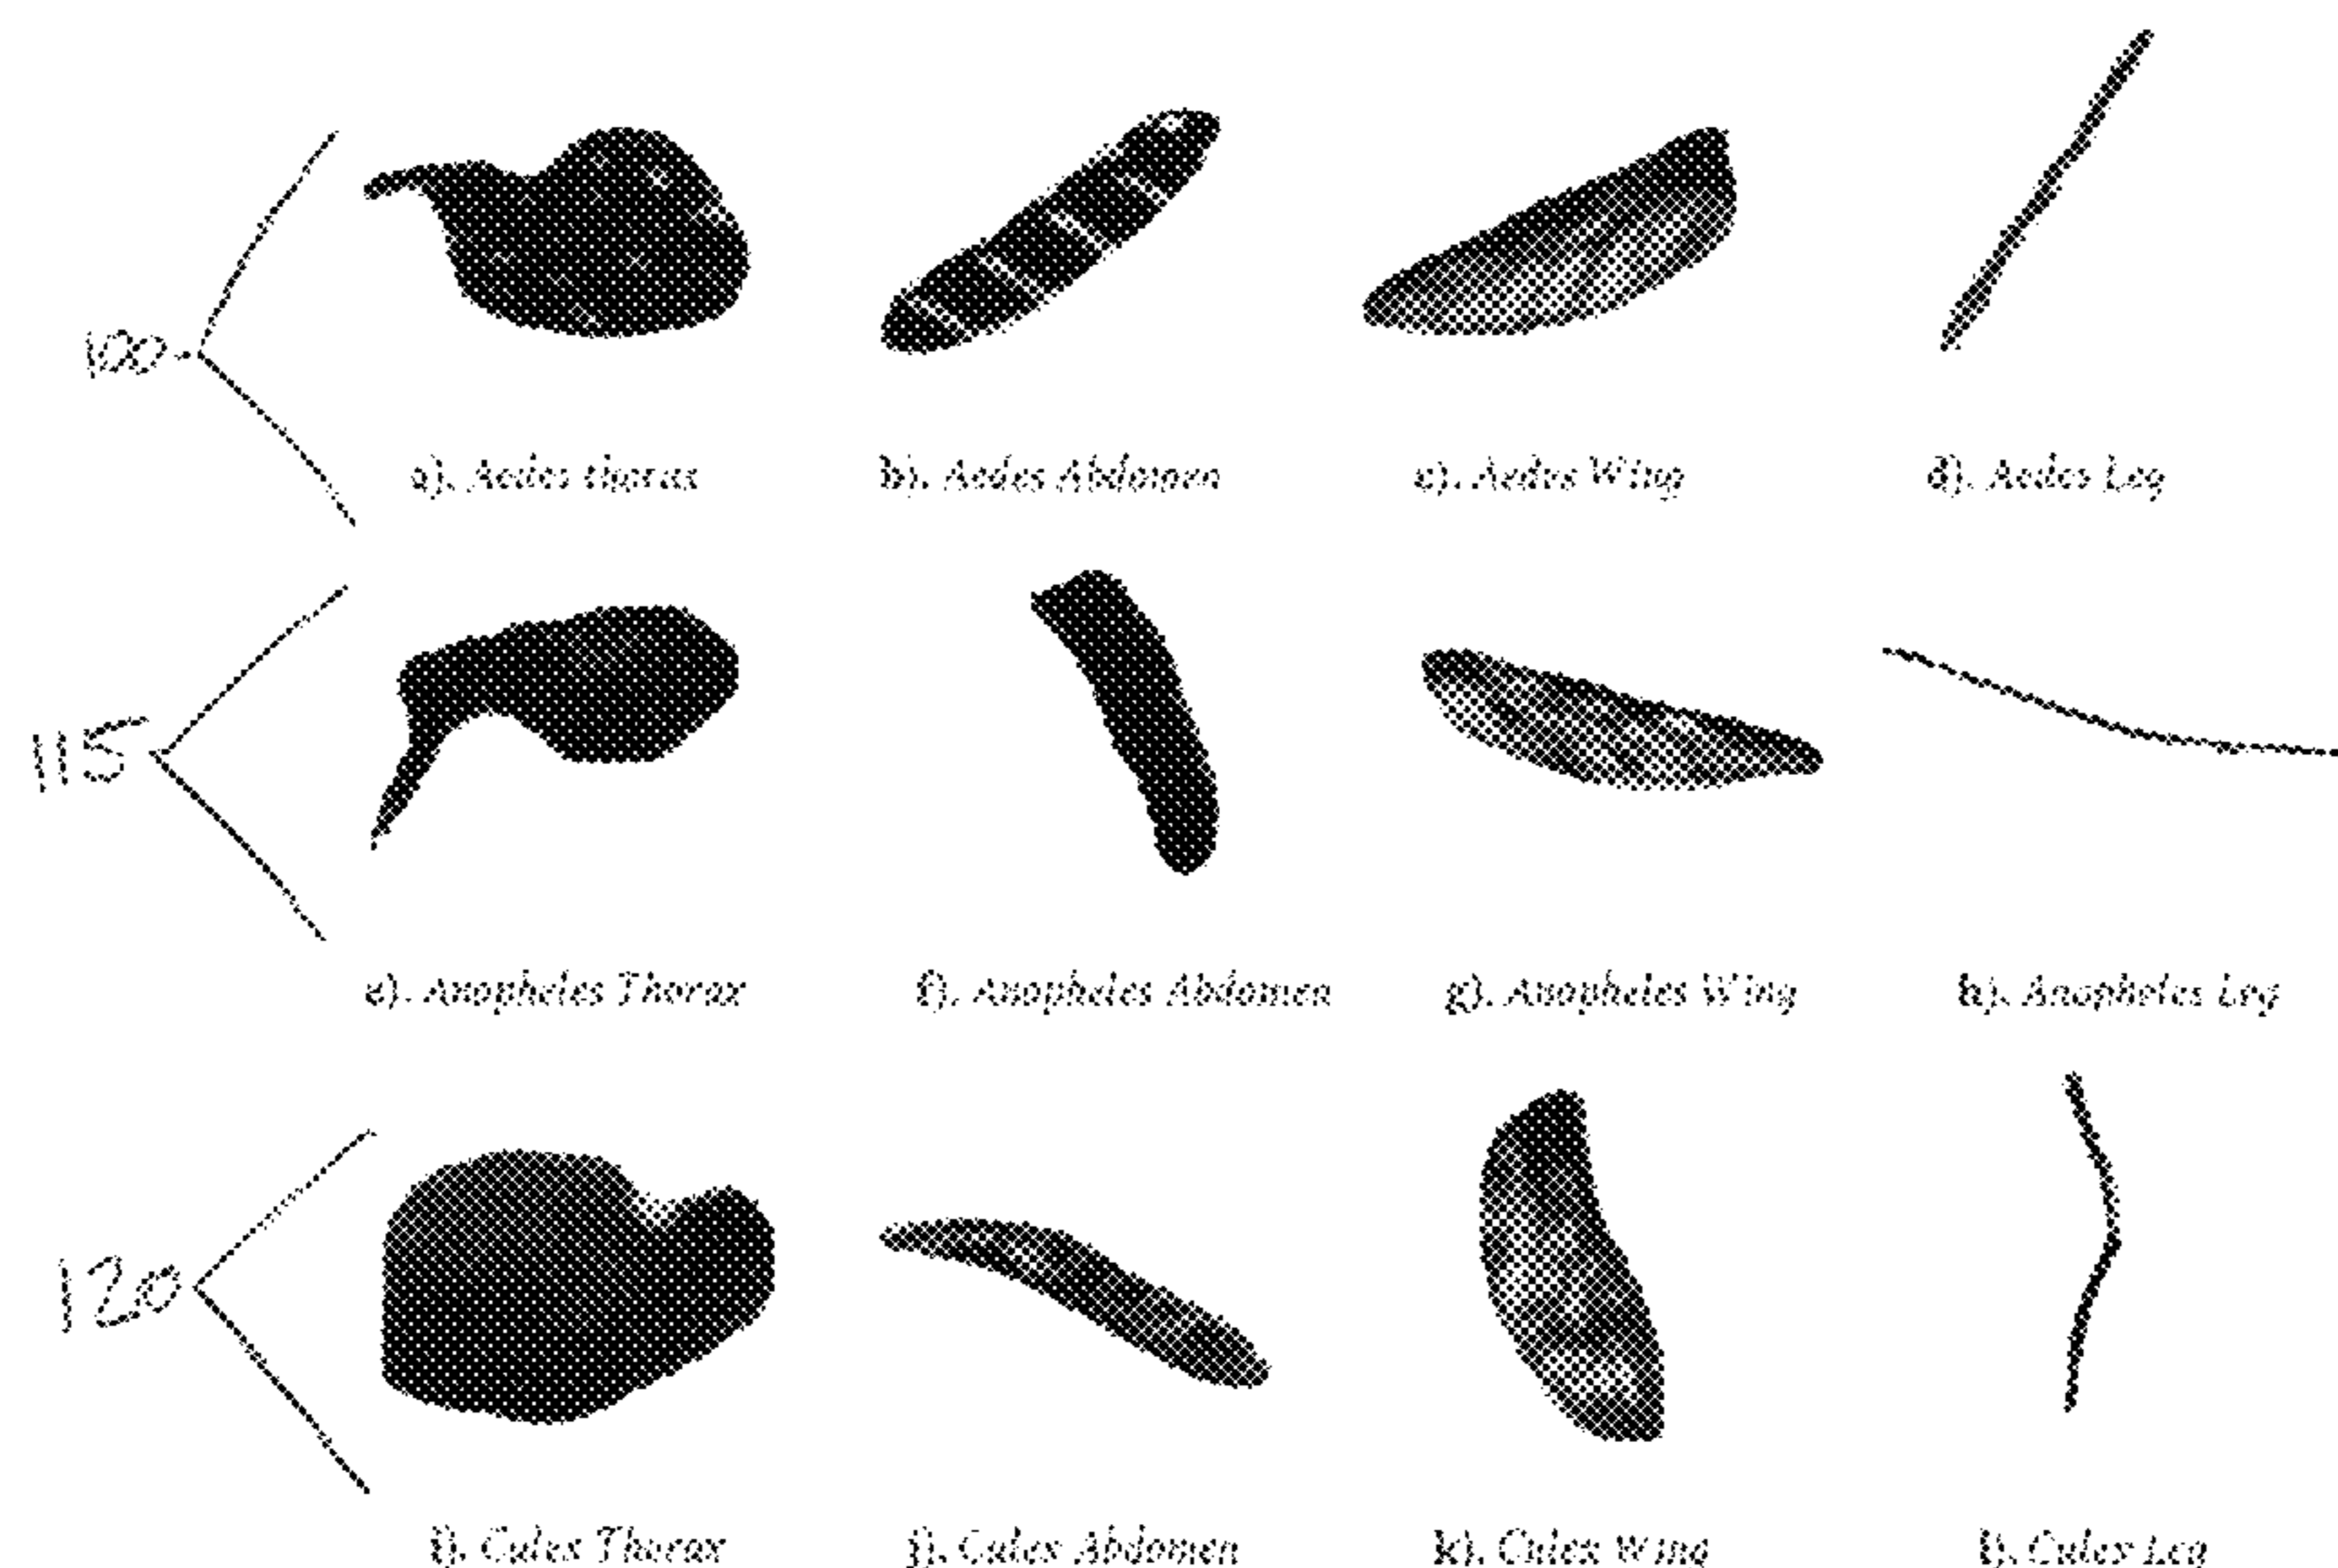 100
a). Aedes thorax b). Aedes Abdomen c). Aedes Wing d). Aedes Leg
115
e). Anopheles Thorax f). Anopheles Abdomen g). Anopheles Wing h). Anopheles Leg
120
i). Culex Thorax j). Culex Abdomen k). Culex Wing l). Culex Leg